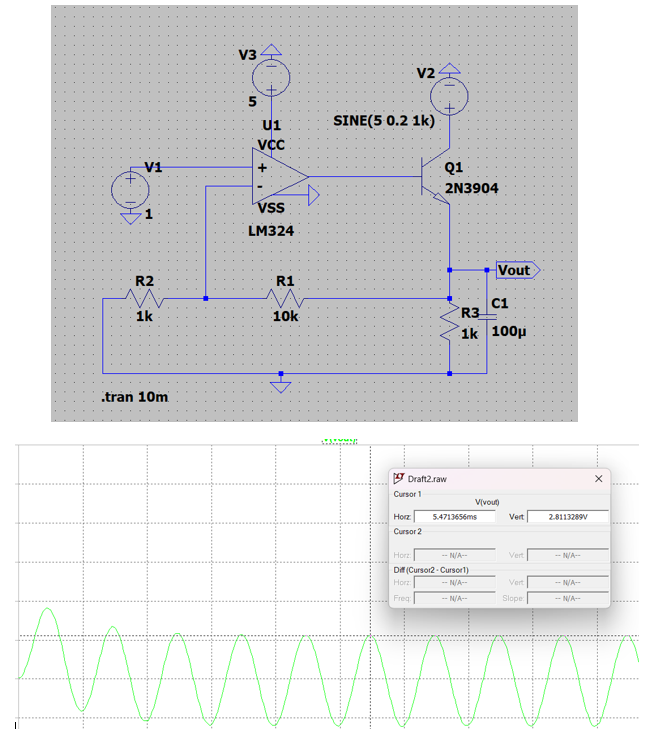 V3
5
V2
SINE(5 0.2 1k)
U1
VCC
V1
1
+
-
Q1
2N3904
VSS
LM324
Vout
R2
1k
R1
10k
R3
1k
C1
100µ
.tran 10m
V(vout)
Draft2.raw
Cursor 1
V(vout)
Horz: 5.4713656ms Vert: 2.8113289V
Cursor 2
Horz: -- N/A-- Vert: -- N/A--
Diff (Cursor2 - Cursor1)
Horz: -- N/A-- Vert: -- N/A--
Freq: -- N/A-- Slope: -- N/A--